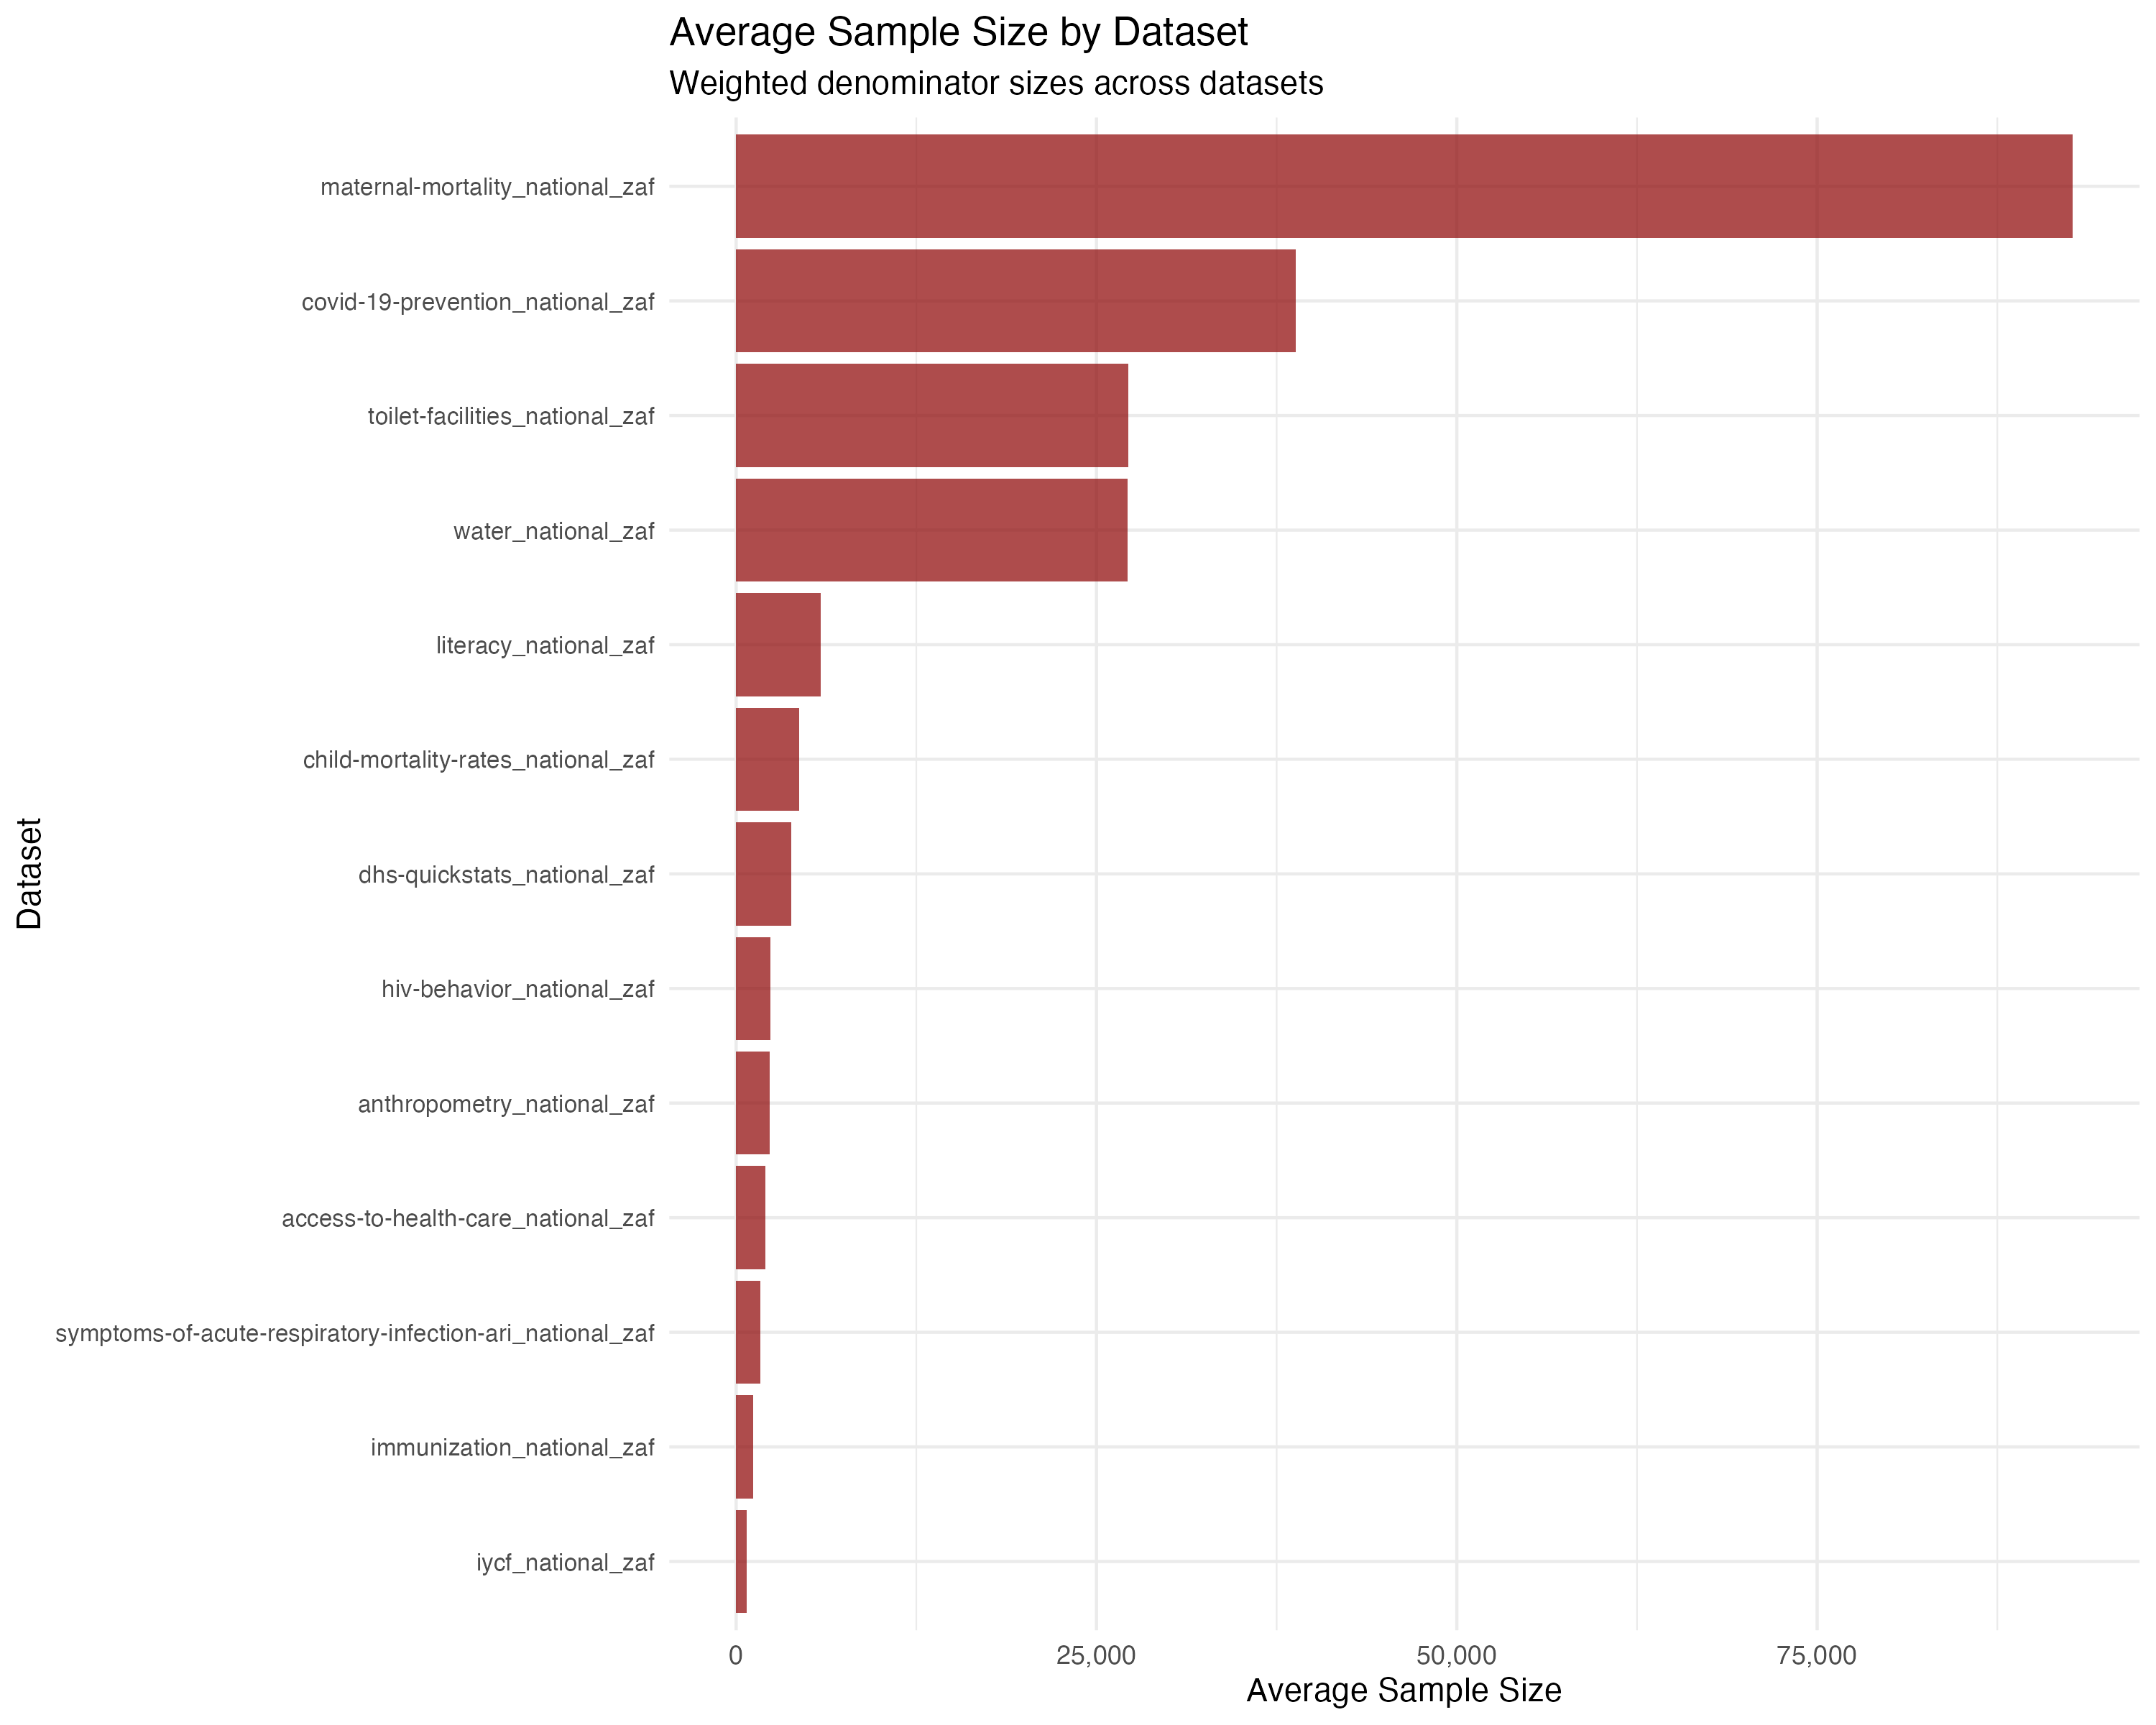 Average Sample Size by Dataset
Weighted denominator sizes across datasets
Dataset
maternal-mortality_national_zaf
covid-19-prevention_national_zaf
toilet-facilities_national_zaf
water_national_zaf
literacy_national_zaf
child-mortality-rates_national_zaf
dhs-quickstats_national_zaf
hiv-behavior_national_zaf
anthropometry_national_zaf
access-to-health-care_national_zaf
symptoms-of-acute-respiratory-infection-ari_national_zaf
immunization_national_zaf
iycf_national_zaf
0 25,000 50,000 75,000
Average Sample Size